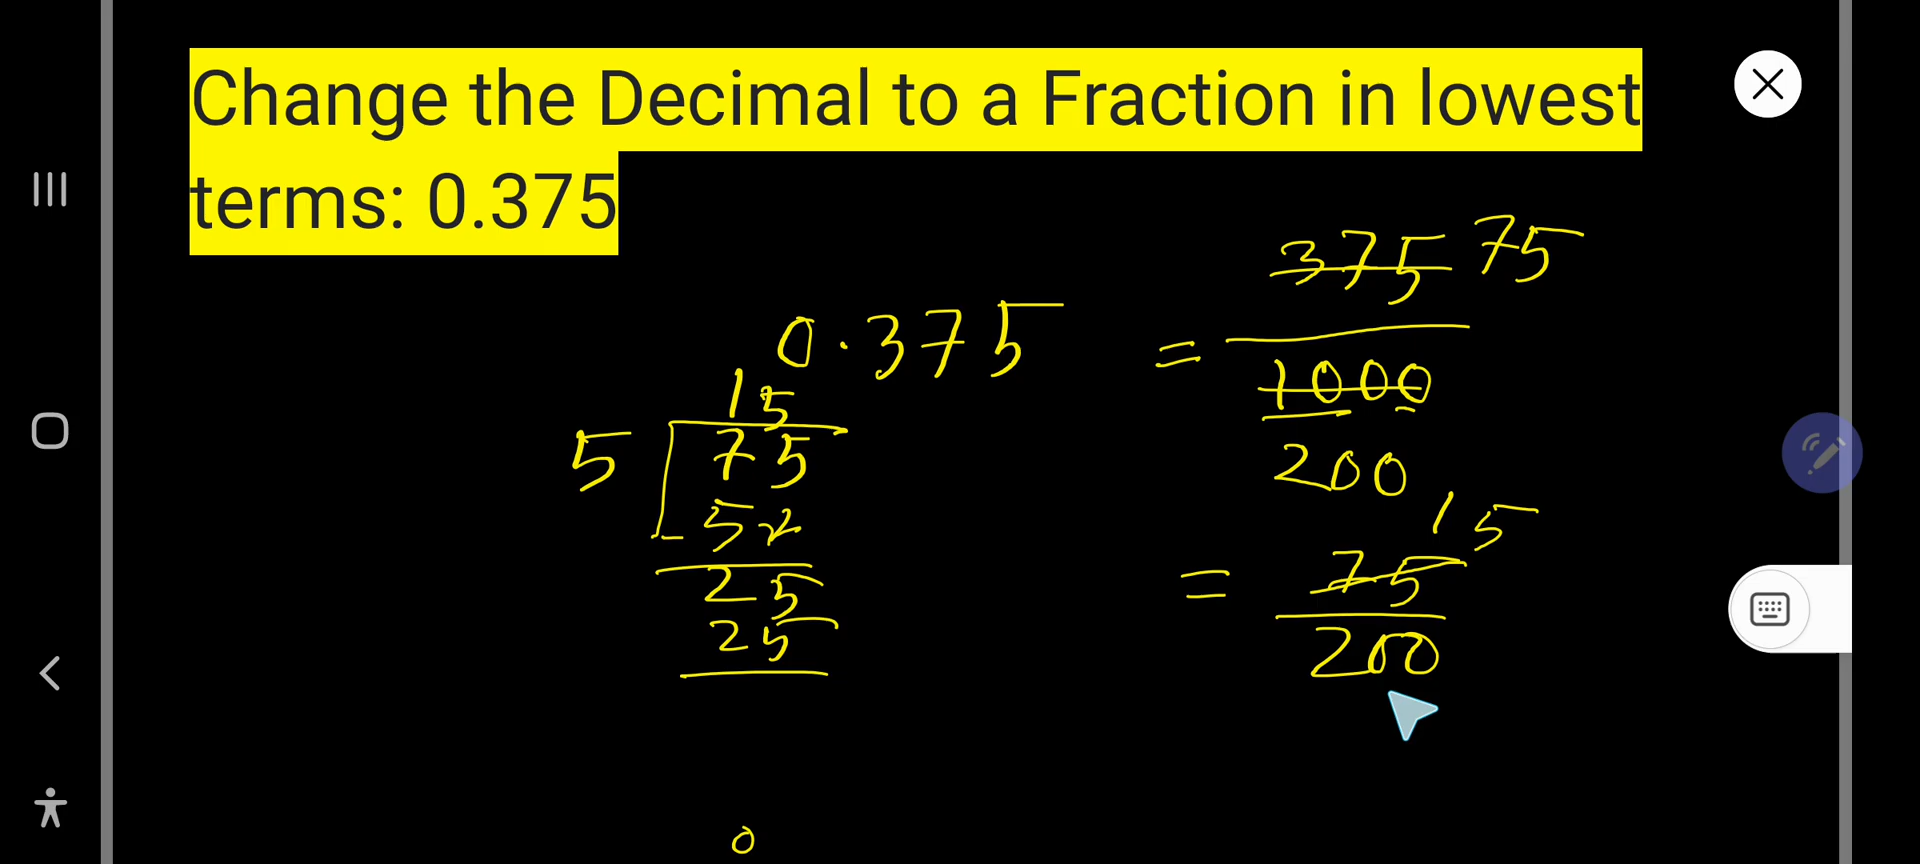 Change the Decimal to a Fraction in lowest
terms: 0.375
0.375 = 375 75
1000
200
15
5 75
- 5x
25
25
0
= 75 15
200